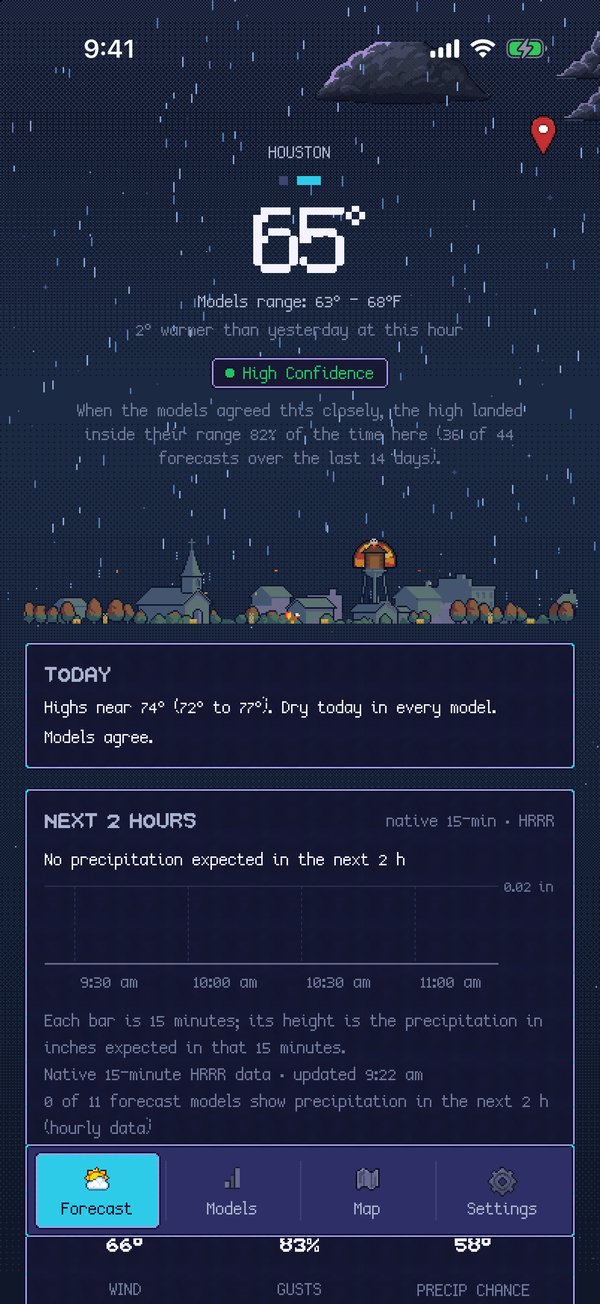 9:41
HOUSTON
65°
Models range: 63° – 68°F
2° warmer than yesterday at this hour
High Confidence
When the models agreed this closely, the high landed
inside their range 82% of the time here (36 of 44
forecasts over the last 14 days).
TODAY
Highs near 74° (72° to 77°). Dry today in every model.
Models agree.
NEXT 2 HOURS
native 15-min · HRRR
No precipitation expected in the next 2 h
0.02 in
9:30 am 10:00 am 10:30 am 11:00 am
Each bar is 15 minutes; its height is the precipitation in
inches expected in that 15 minutes.
Native 15-minute HRRR data · updated 9:22 am
0 of 11 forecast models show precipitation in the next 2 h
(hourly data)
Forecast Models Map Settings
66° 83% 58°
WIND GUSTS PRECIP CHANCE